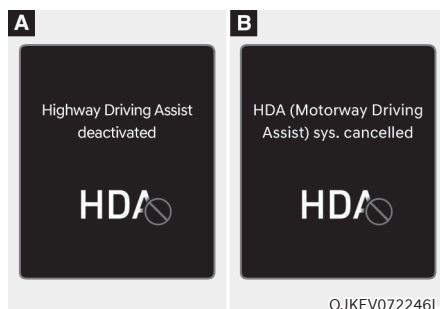 A
Highway Driving Assist
deactivated
HDA
B
HDA (Motorway Driving
Assist) sys. cancelled
HDA
OJKEV072246L